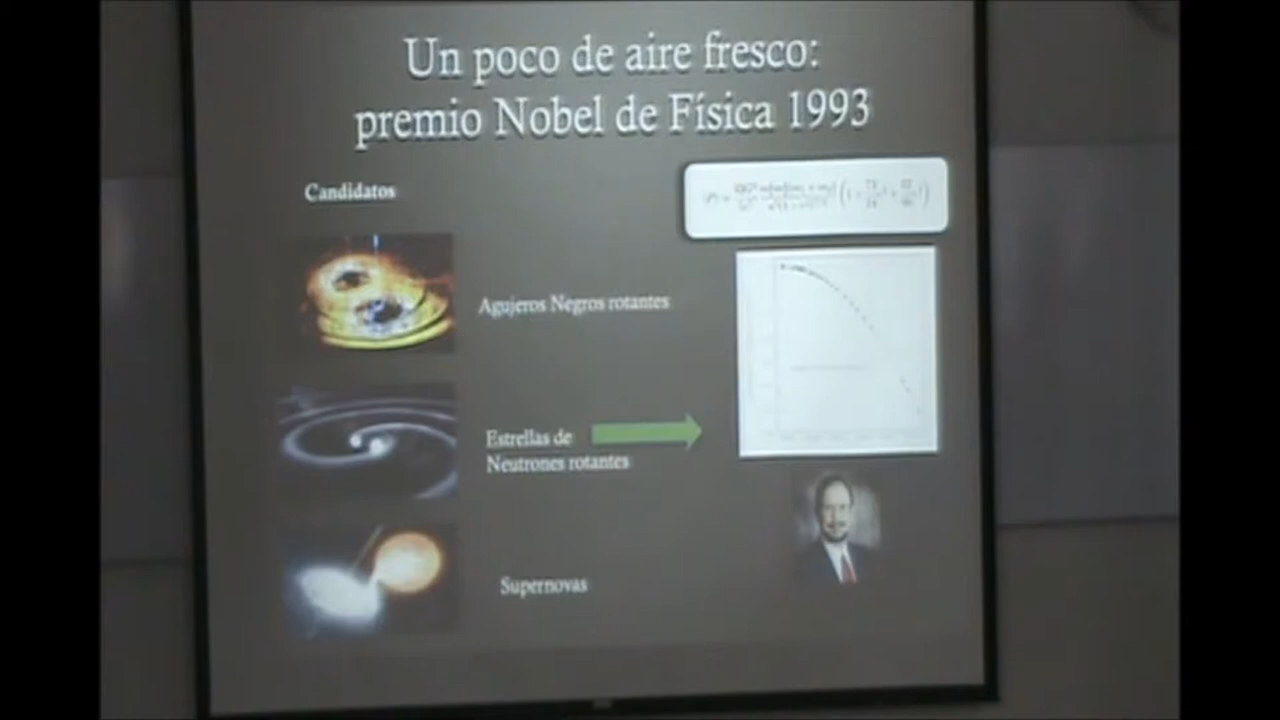 Un poco de aire fresco:
premio Nobel de Física 1993
Candidatos
Agujeros Negros rotantes
Estrellas de
Neutrones rotantes
Supernovas